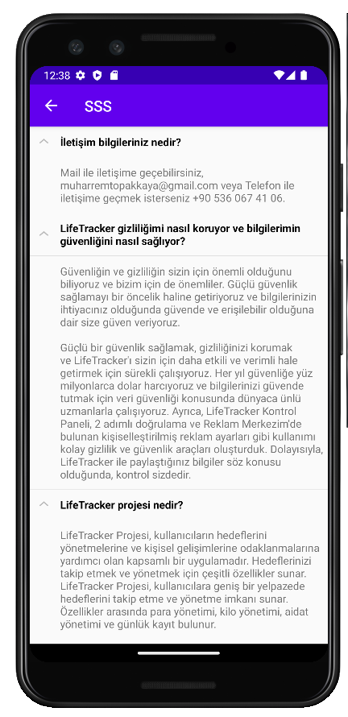 12:38
SSS
İletişim bilgileriniz nedir?
Mail ile iletişime geçebilirsiniz,
muharremtopakkaya@gmail.com veya Telefon ile
iletişime geçmek isterseniz +90 536 067 41 06.
LifeTracker gizliliğimi nasıl koruyor ve bilgilerimin
güvenliğini nasıl sağlıyor?
Güvenliğin ve gizliliğin sizin için önemli olduğunu
biliyoruz ve bizim için de önemliler. Güçlü güvenlik
sağlamayı bir öncelik haline getiriyoruz ve bilgilerinizin
ihtiyacınız olduğunda güvende ve erişilebilir olduğuna
dair size güven veriyoruz.
Güçlü bir güvenlik sağlamak, gizliliğinizi korumak
ve LifeTracker'ı sizin için daha etkili ve verimli hale
getirmek için sürekli çalışıyoruz. Her yıl güvenliğe yüz
milyonlarca dolar harcıyoruz ve bilgilerinizi güvende
tutmak için veri güvenliği konusunda dünyaca ünlü
uzmanlarla çalışıyoruz. Ayrıca, LifeTracker Kontrol
Paneli, 2 adımlı doğrulama ve Reklam Merkezim'de
bulunan kişiselleştirilmiş reklam ayarları gibi kullanımı
kolay gizlilik ve güvenlik araçları oluşturduk. Dolayısıyla,
LifeTracker ile paylaştığınız bilgiler söz konusu
olduğunda, kontrol sizdedir.
LifeTracker projesi nedir?
LifeTracker Projesi, kullanıcıların hedeflerini
yönetmelerine ve kişisel gelişimlerine odaklanmalarına
yardımcı olan kapsamlı bir uygulamadır. Hedeflerinizi
takip etmek ve yönetmek için çeşitli özellikler sunar.
LifeTracker Projesi, kullanıcılara geniş bir yelpazede
hedeflerini takip etme ve yönetme imkanı sunar.
Özellikler arasında para yönetimi, kilo yönetimi, aidat
yönetimi ve günlük kayıt bulunur.